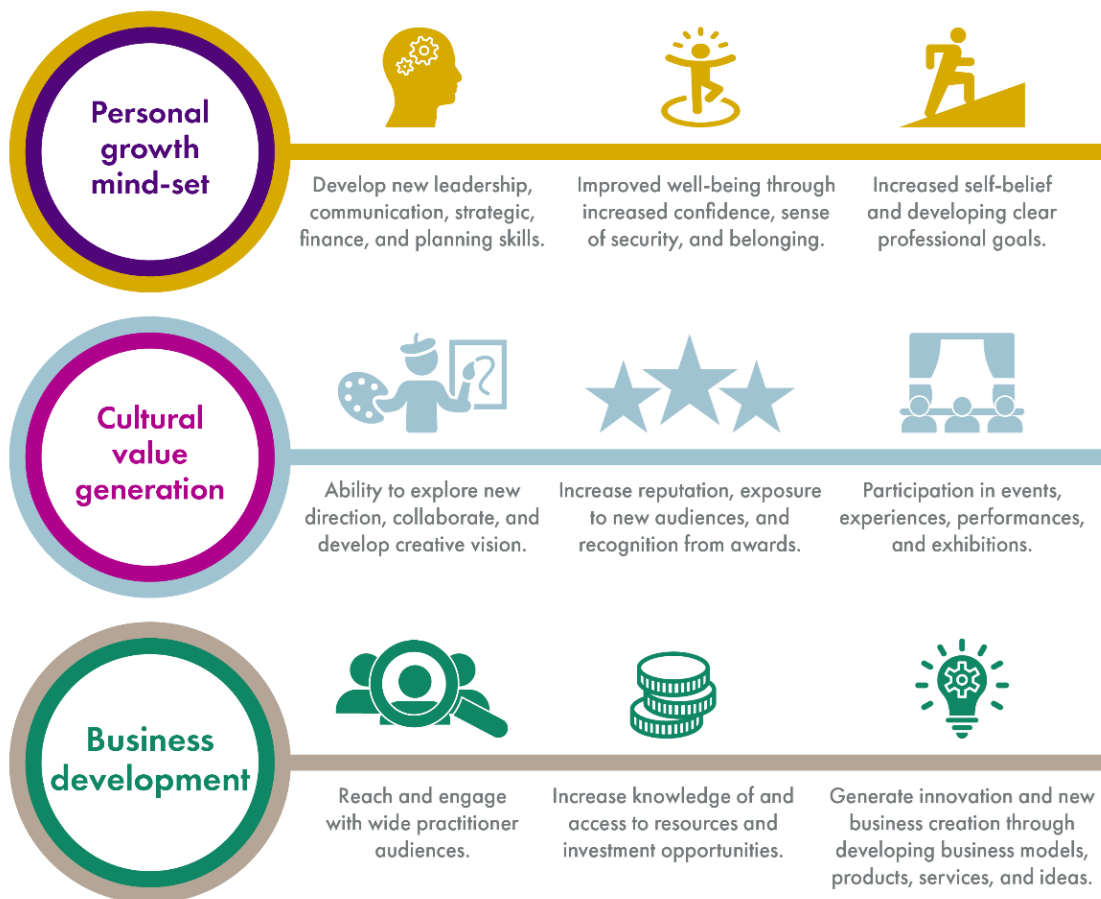 Personal
growth
mind-set
Develop new leadership,
communication, strategic,
finance, and planning skills.
Improved well-being through
increased confidence, sense
of security, and belonging.
Increased self-belief
and developing clear
professional goals.
Cultural
value
generation
Ability to explore new
direction, collaborate, and
develop creative vision.
Increase reputation, exposure
to new audiences, and
recognition from awards.
Participation in events,
experiences, performances,
and exhibitions.
Business
development
Reach and engage
with wide practitioner
audiences.
Increase knowledge of and
access to resources and
investment opportunities.
Generate innovation and new
business creation through
developing business models,
products, services, and ideas.